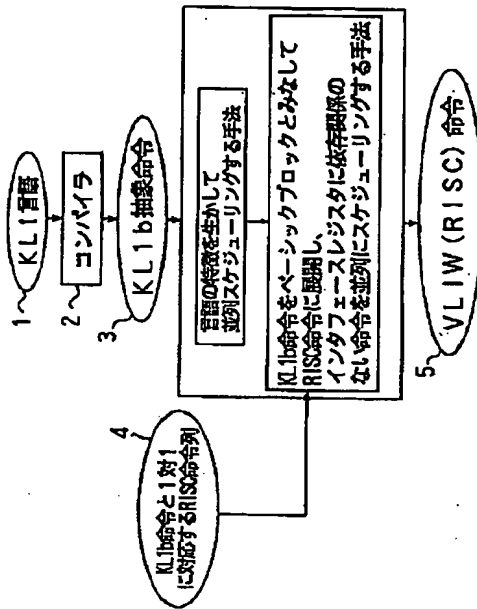 1
KL1言語
2
コンパイラ
3
KL1b抽象命令
言語の特徴を生かして
並列スケジューリングする手法
4
KL1b命令と1対1
に対応するRISC命令列
KL1b命令をベーシックブロックとみなして
RISC命令に展開し、
インタフェースレジスタに依存関係の
ない命令を並列にスケジューリングする手法
5
VLIW(RISC)命令